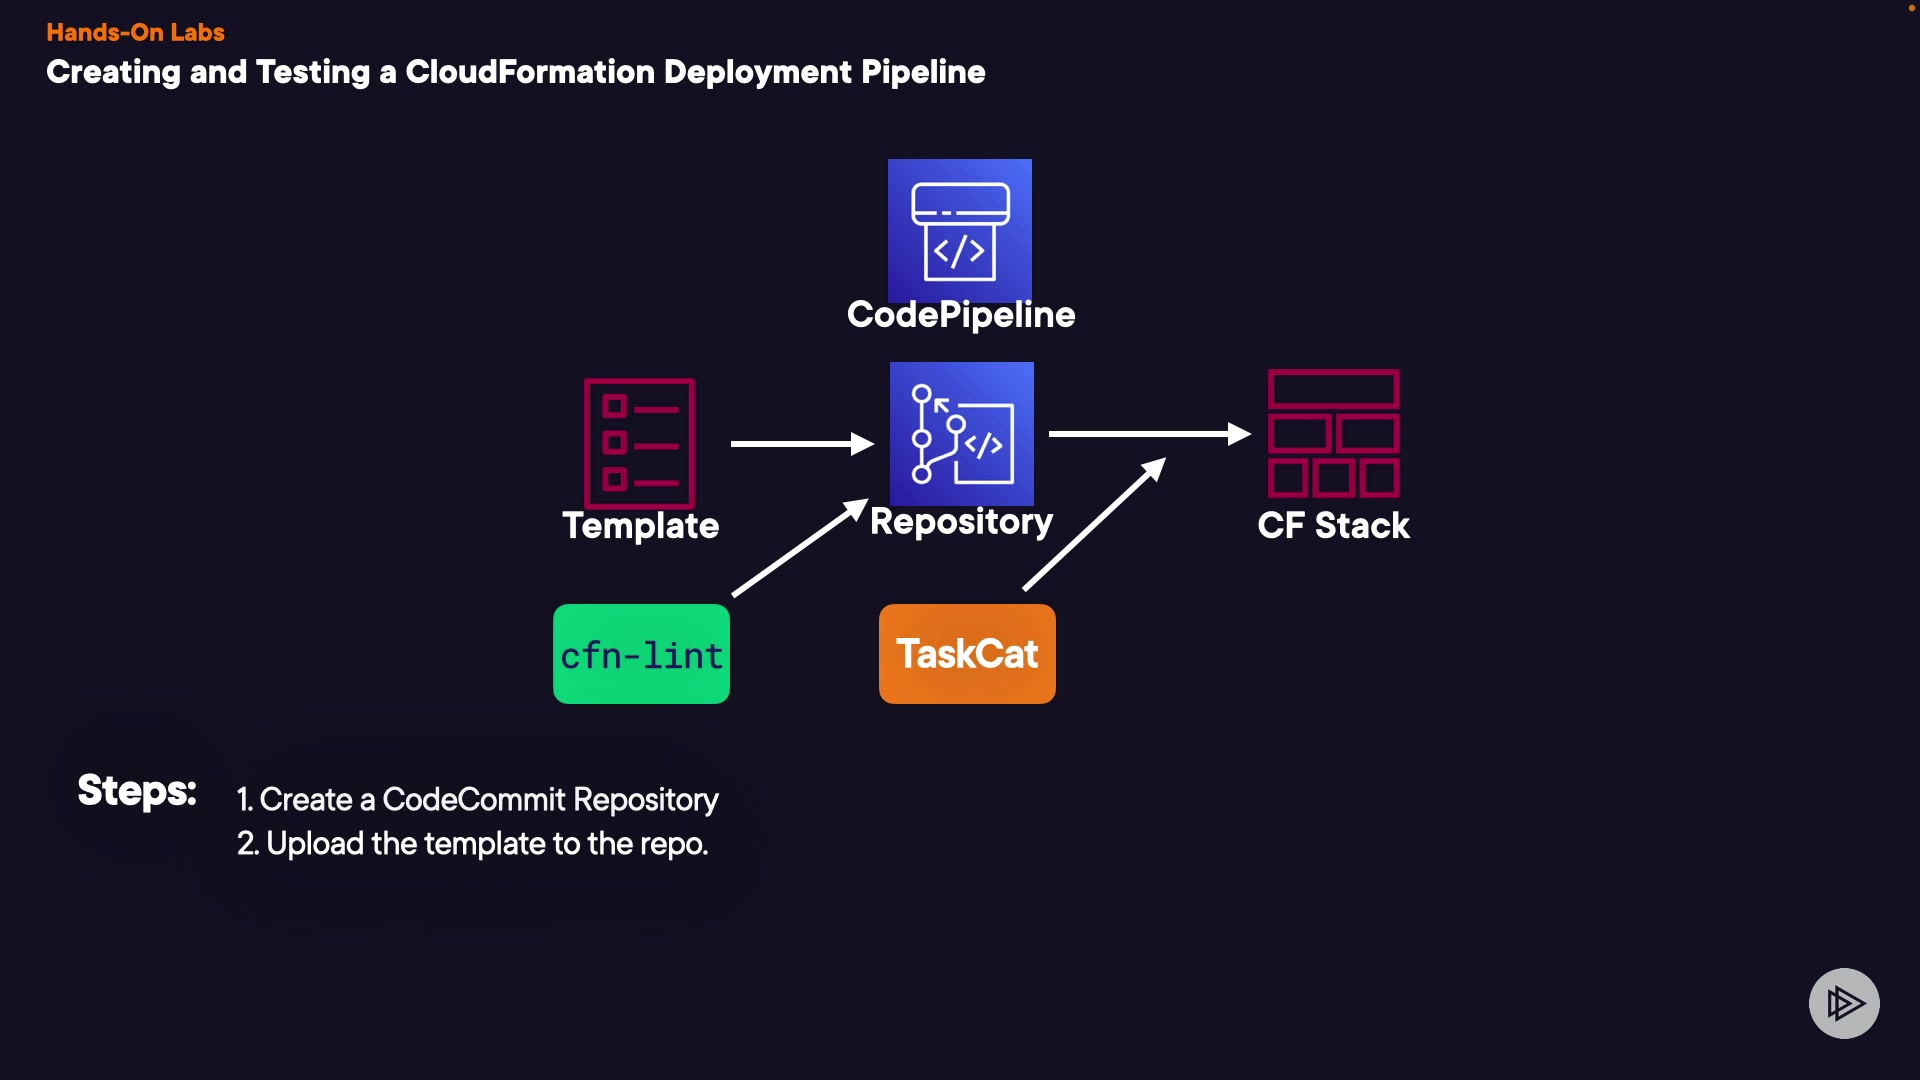 Hands-On Labs
Creating and Testing a CloudFormation Deployment Pipeline
</>
CodePipeline
</>
Template
Repository
CF Stack
cfn-lint
TaskCat
Steps:
1. Create a CodeCommit Repository
2. Upload the template to the repo.